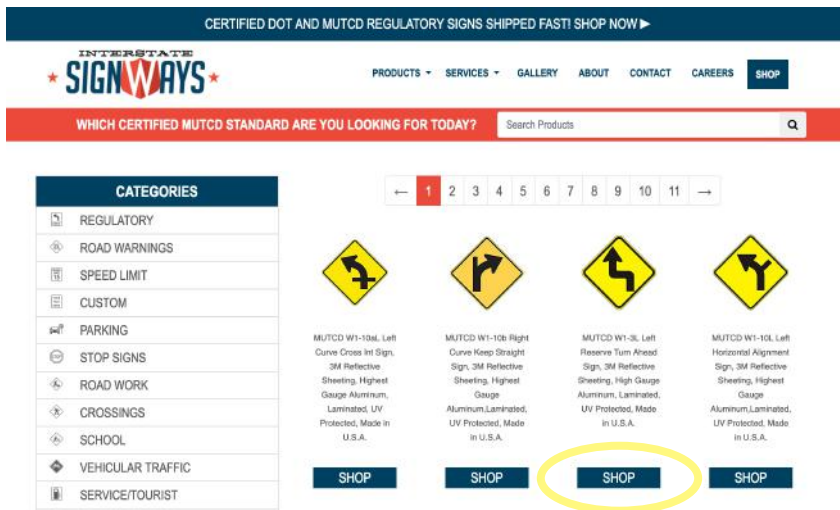 CERTIFIED DOT AND MUTCD REGULATORY SIGNS SHIPPED FAST! SHOP NOW ▶
INTERSTATE
SIGNWAYS
PRODUCTS SERVICES GALLERY ABOUT CONTACT CAREERS SHOP
WHICH CERTIFIED MUTCD STANDARD ARE YOU LOOKING FOR TODAY? Search Products
CATEGORIES
REGULATORY
ROAD WARNINGS
SPEED LIMIT
CUSTOM
PARKING
STOP SIGNS
ROAD WORK
CROSSINGS
SCHOOL
VEHICULAR TRAFFIC
SERVICE/TOURIST
← 1 2 3 4 5 6 7 8 9 10 11 →
MUTCD W1-10aL Left
Curve Cross Int Sign,
3M Reflective
Sheeting, Highest
Gauge Aluminum,
Laminated, UV
Protected, Made in
U.S.A.
SHOP
MUTCD W1-10b Right
Curve Keep Straight
Sign, 3M Reflective
Sheeting, Highest
Gauge
Aluminum,Laminated,
UV Protected, Made
in U.S.A.
SHOP
MUTCD W1-3L Left
Reserve Turn Ahead
Sign, 3M Reflective
Sheeting, High Gauge
Aluminum, Laminated,
UV Protected, Made
in U.S.A.
SHOP
MUTCD W1-10L Left
Horizontal Alignment
Sign, 3M Reflective
Sheeting, Highest
Gauge
Aluminum,Laminated,
UV Protected, Made
in U.S.A.
SHOP